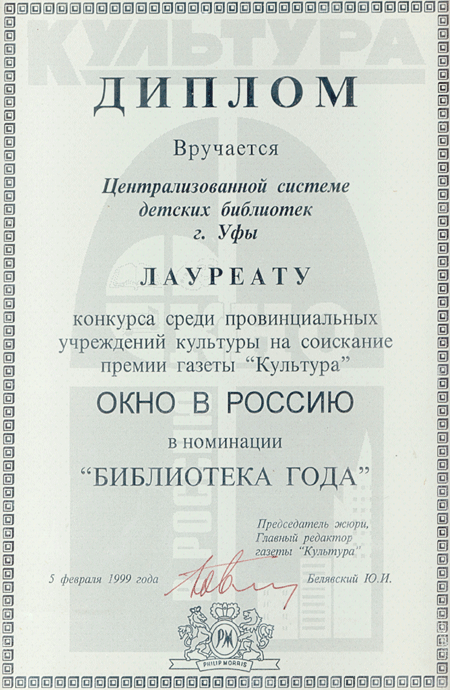 КУЛЬТУРА
ДИПЛОМ
Вручается
Централизованной системе
детских библиотек
г. Уфы
ЛАУРЕАТУ
конкурса среди провинциальных
учреждений культуры на соискание
премии газеты “Культура”
ОКНО В РОССИЮ
в номинации
“БИБЛИОТЕКА ГОДА”
Председатель жюри,
Главный редактор
газеты “Культура”
5 февраля 1999 года
Белявский Ю.И.
PHILIP MORRIS